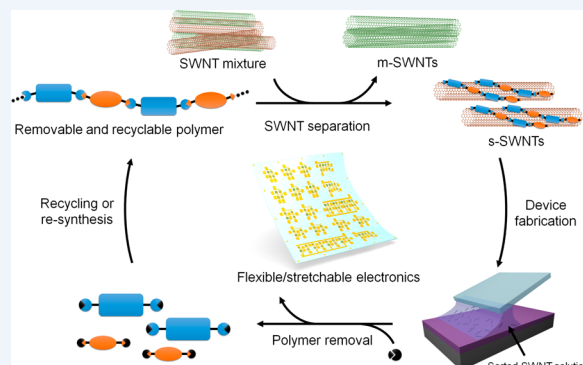 SWNT mixture
m-SWNTs
Removable and recyclable polymer
SWNT separation
s-SWNTs
Recycling or
re-synthesis
Device
fabrication
Flexible/stretchable electronics
Polymer removal